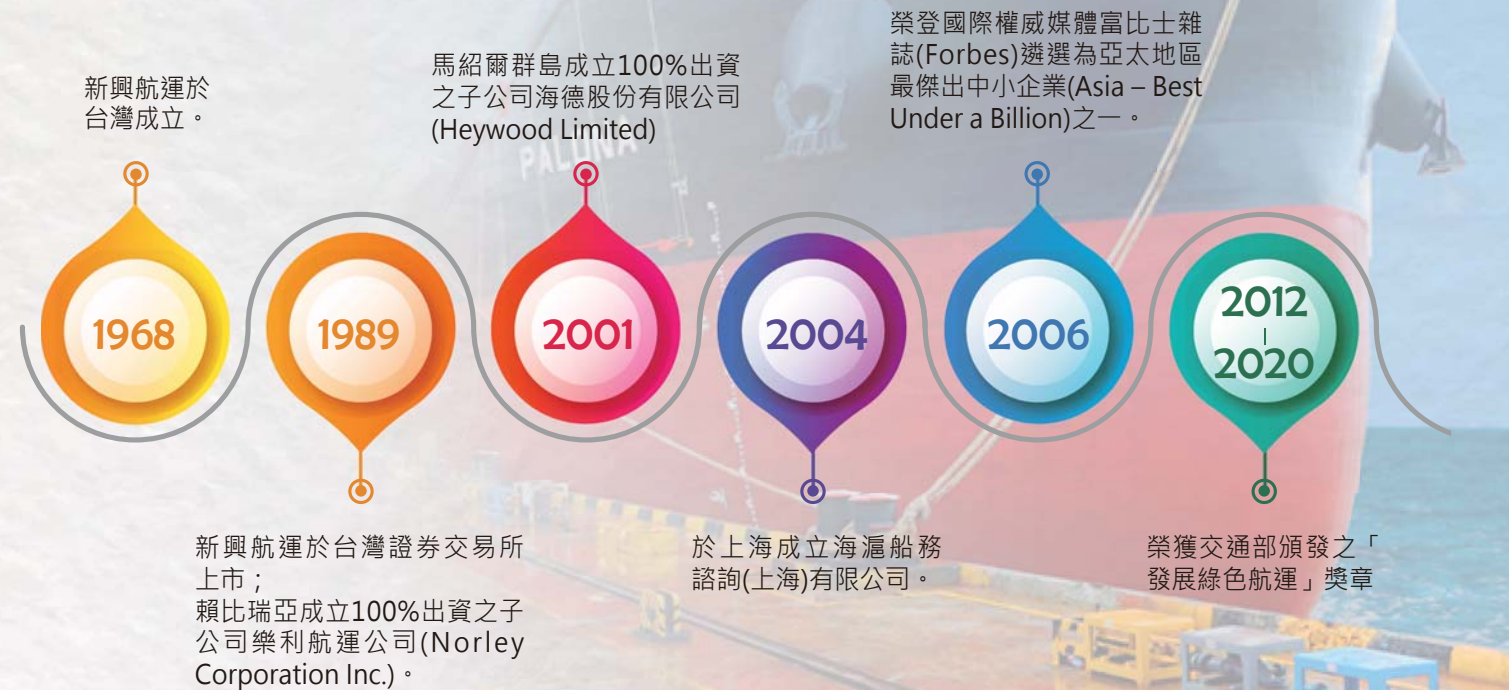 新興航運於
台灣成立。
1968
1989
新興航運於台灣證券交易所
上市；
賴比瑞亞成立100%出資之子
公司樂利航運公司(Norley
Corporation Inc.)。
馬紹爾群島成立100%出資
之子公司海德股份有限公司
(Heywood Limited)
2001
2004
於上海成立海滬船務
諮詢(上海)有限公司。
榮登國際權威媒體富比士雜
誌(Forbes)遴選為亞太地區
最傑出中小企業(Asia – Best
Under a Billion)之一。
2006
2012
|
2020
榮獲交通部頒發之「
發展綠色航運」獎章
PALONA